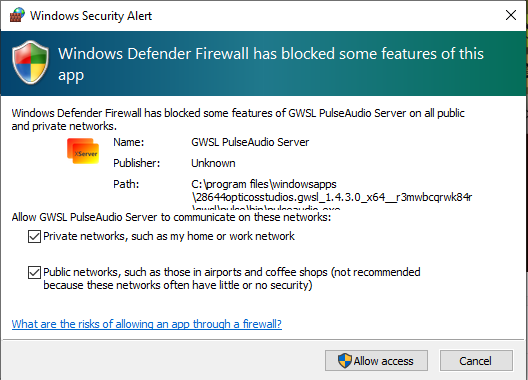 Windows Security Alert
Windows Defender Firewall has blocked some features of this
app
Windows Defender Firewall has blocked some features of GWSL PulseAudio Server on all public
and private networks.
XServer
Name: GWSL PulseAudio Server
Publisher: Unknown
Path: C:\program files\windowsapps
\28644opticosstudios.gwsl_1.4.3.0_x64__r3mwbcqrwk84r
\gwsl\pulse\bin\pulseaudio.exe
Allow GWSL PulseAudio Server to communicate on these networks:
Private networks, such as my home or work network
Public networks, such as those in airports and coffee shops (not recommended
because these networks often have little or no security)
What are the risks of allowing an app through a firewall?
Allow access
Cancel